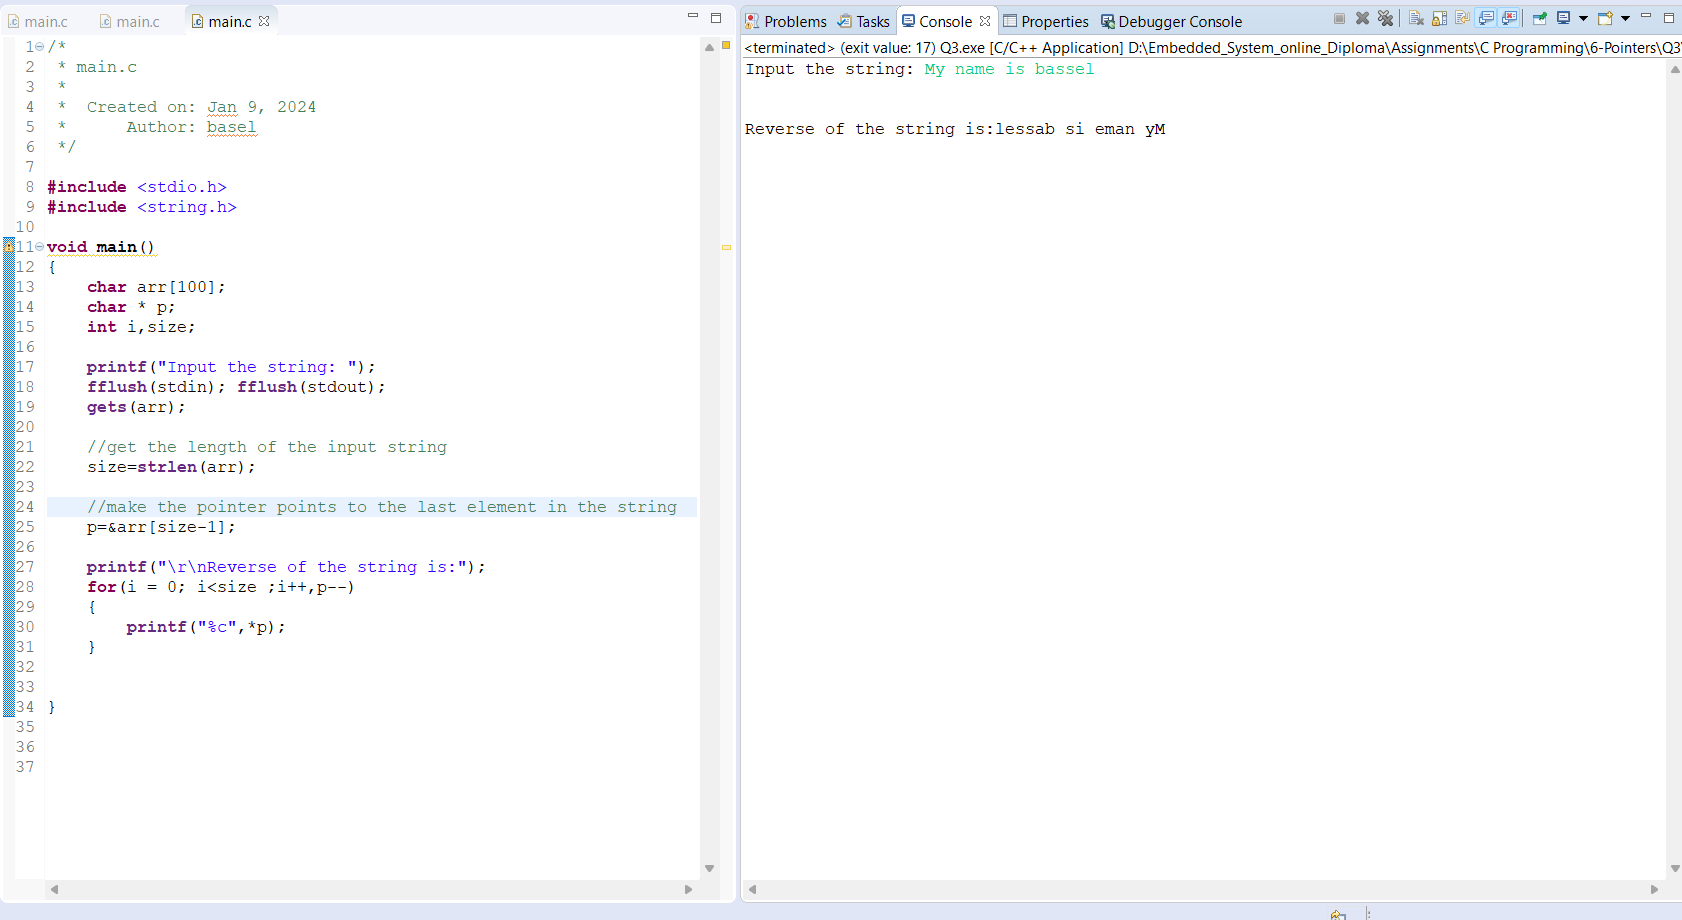 main.c main.c main.c
1 /*
2  * main.c
3  *
4  *  Created on: Jan 9, 2024
5  *      Author: basel
6  */
7
8 #include <stdio.h>
9 #include <string.h>
10
11 void main()
12 {
13     char arr[100];
14     char * p;
15     int i,size;
16
17     printf("Input the string: ");
18     fflush(stdin); fflush(stdout);
19     gets(arr);
20
21     //get the length of the input string
22     size=strlen(arr);
23
24     //make the pointer points to the last element in the string
25     p=&arr[size-1];
26
27     printf("\r\nReverse of the string is:");
28     for(i = 0; i<size ;i++,p--)
29     {
30         printf("%c",*p);
31     }
32
33
34 }
35
36
37
Problems Tasks Console Properties Debugger Console
<terminated> (exit value: 17) Q3.exe [C/C++ Application] D:\Embedded_System_online_Diploma\Assignments\C Programming\6-Pointers\Q3\
Input the string: My name is bassel
Reverse of the string is:lessab si eman yM